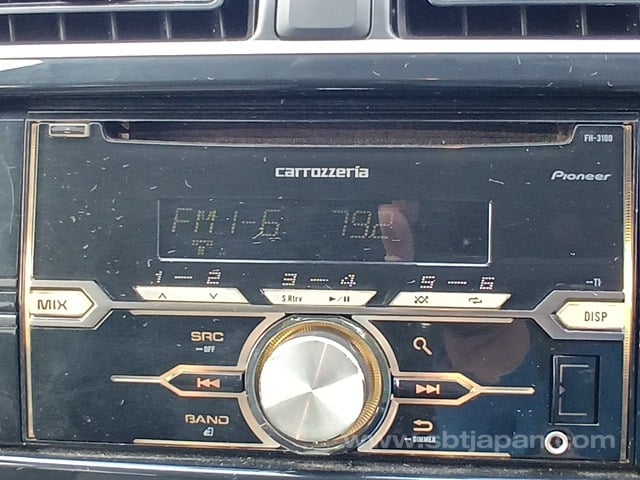 FH-3100
carrozzeria
Pioneer
FM1-6 79.2
1 — 2 3 — 4 5 — 6
MIX S.Rtrv DISP
SRC
OFF
BAND
DIMMER
www.sbtjapan.com